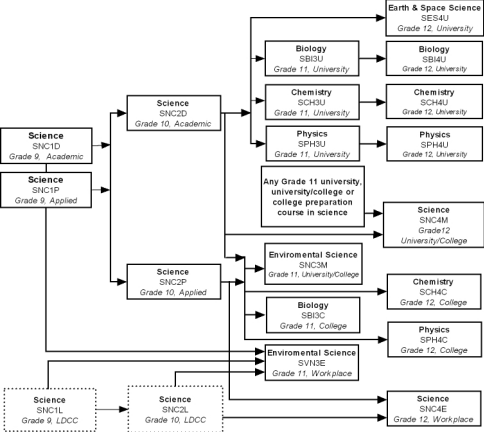 Earth & Space Science
SES4U
Grade 12, University
Biology
SBI3U
Grade 11, University
Biology
SBI4U
Grade 12, University
Science
SNC2D
Grade 10, Academic
Chemistry
SCH3U
Grade 11, University
Chemistry
SCH4U
Grade 12, University
Science
SNC1D
Grade 9, Academic
Physics
SPH3U
Grade 11, University
Physics
SPH4U
Grade 12, University
Science
SNC1P
Grade 9, Applied
Any Grade 11 university,
university/college or
college preparation
course in science
Science
SNC4M
Grade12
University/College
Enviromental Science
SNC3M
Grade 11, University/College
Science
SNC2P
Grade 10, Applied
Chemistry
SCH4C
Grade 12, College
Biology
SBI3C
Grade 11, College
Physics
SPH4C
Grade 12, College
Enviromental Science
SVN3E
Grade 11, Workplace
Science
SNC1L
Grade 9, LDCC
Science
SNC2L
Grade 10, LDCC
Science
SNC4E
Grade 12, Workplace